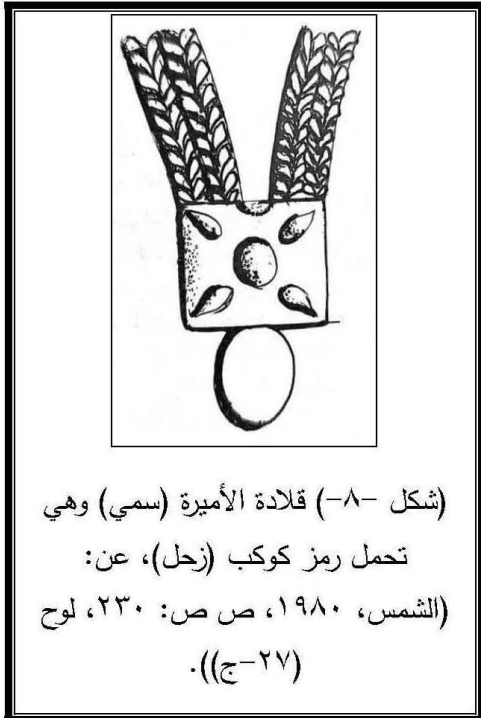 (شكل -٨-) قلادة الأميرة (سمي) وهي
تحمل رمز كوكب (زحل)، عن:
(الشمس، ١٩٨٠، ص ص: ٢٣٠، لوح
(٢٧-ج)).